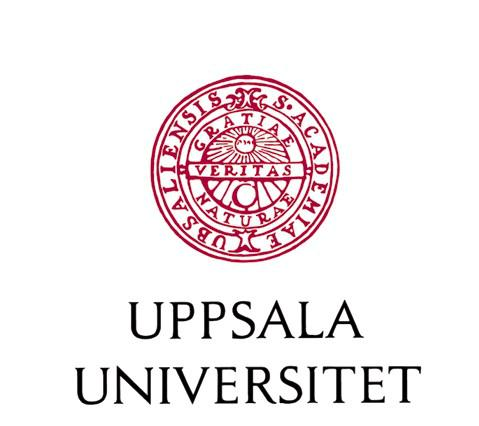 S · ACADEMIAE UBSALIENSIS
GRATIAE
VERITAS
NATURAE
UPPSALA
UNIVERSITET